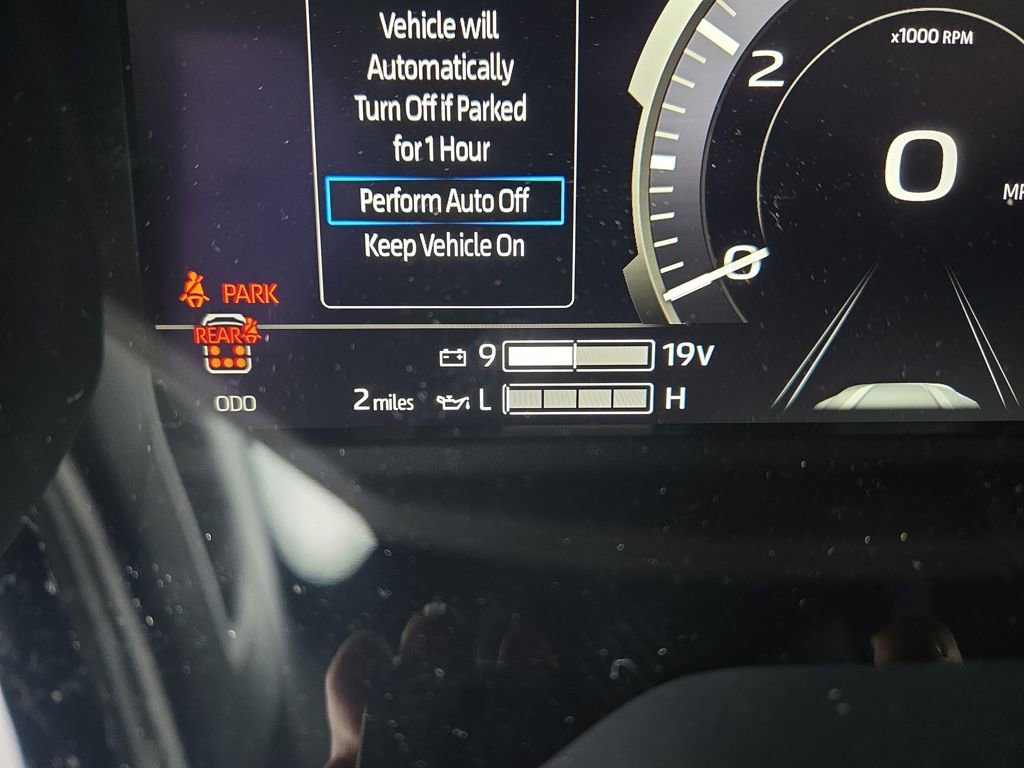 Vehicle will
Automatically
Turn Off if Parked
for 1 Hour
Perform Auto Off
Keep Vehicle On
x1000 RPM
2
0
0
PARK
REAR
9 19V
ODO 2 miles L H